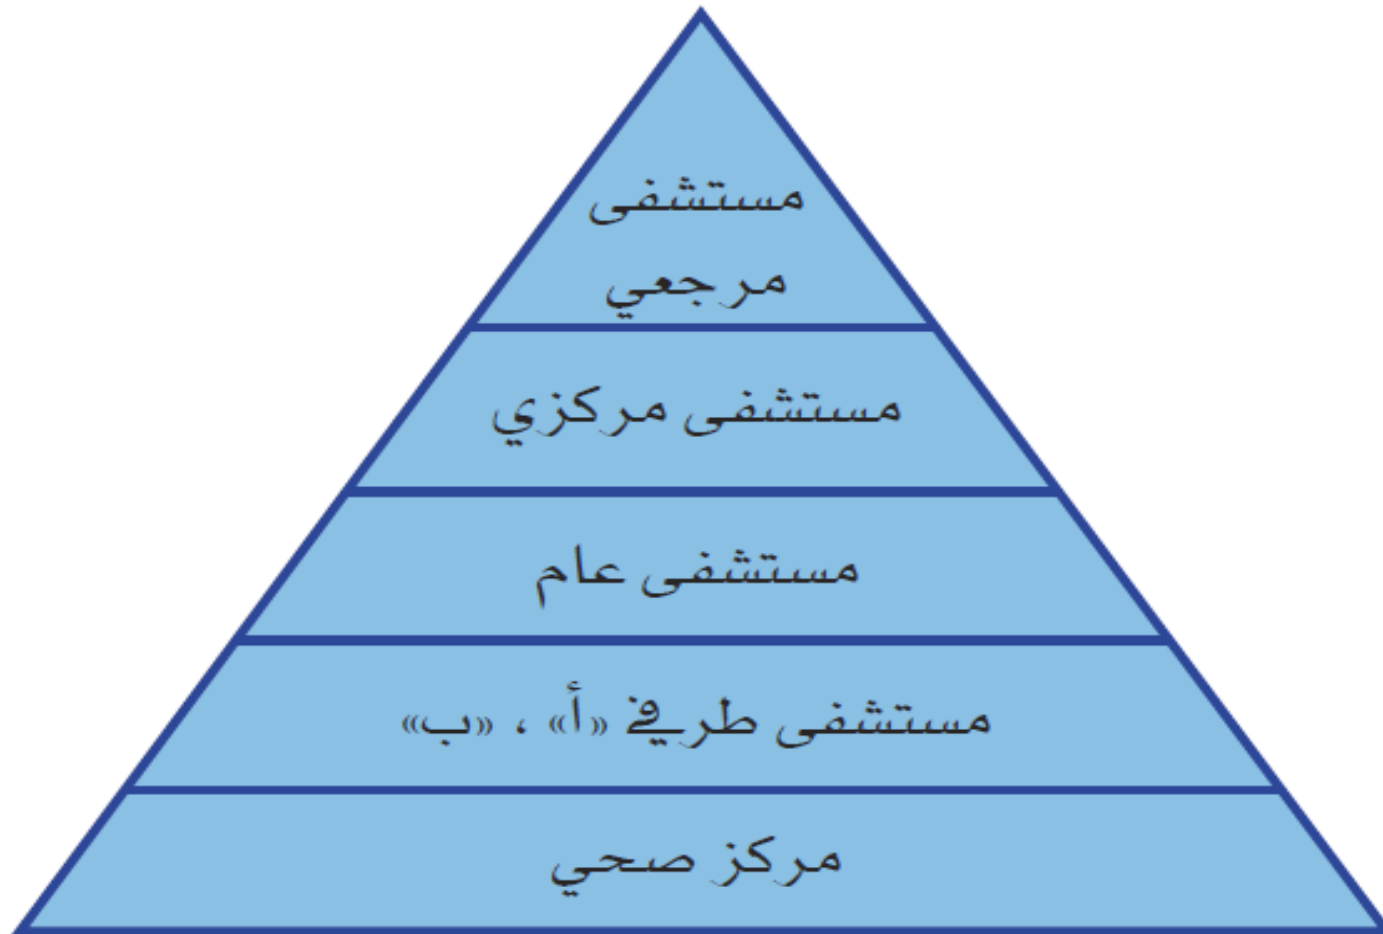 مستشفى
مرجعي
مستشفى مركزي
مستشفى عام
مستشفى طرفي «أ» ، «ب»
مركز صحي